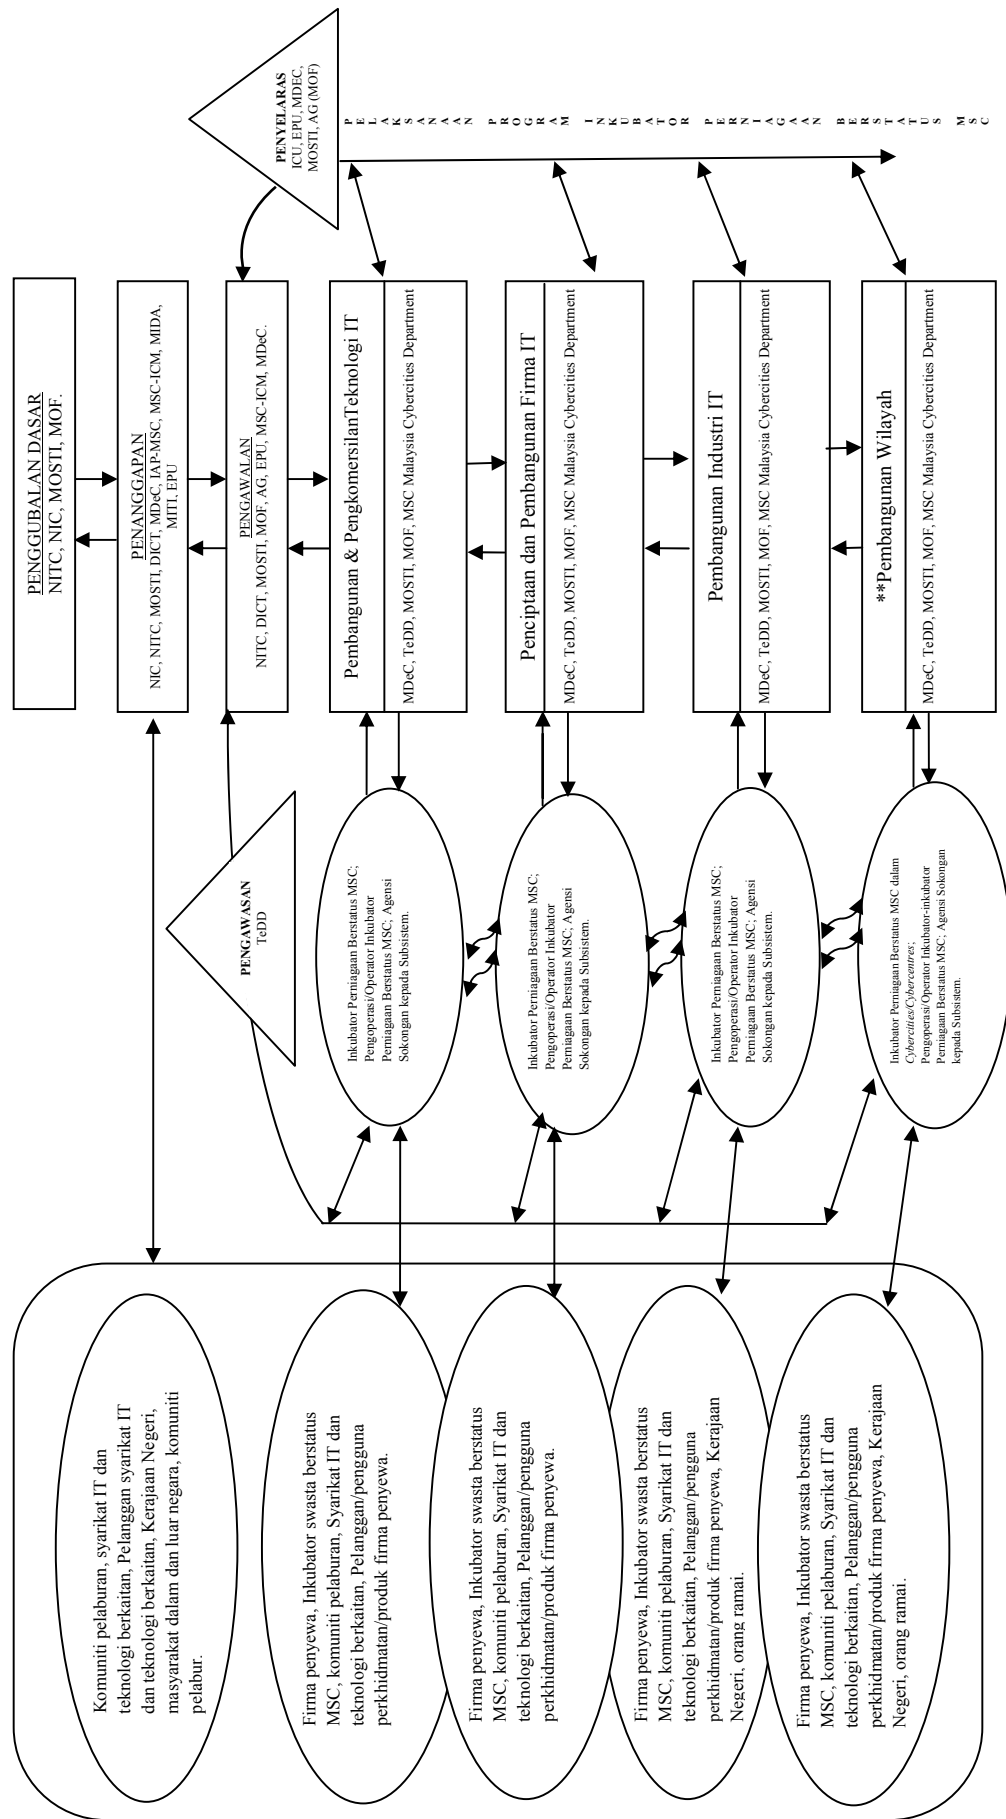 PENGGUBALAN DASAR
NITC, NIC, MOSTI, MOF.
PENANGGAPAN
NIC, NITC, MOSTI, DICT, MDeC, IAP-MSC, MSC-ICM, MIDA,
MITI, EPU
PENGAWALAN
NITC, DICT, MOSTI, MOF, AG, EPU, MSC-ICM, MDeC.
Pembangunan & PengkomersilanTeknologi IT
MDeC, TeDD, MOSTI, MOF, MSC Malaysia Cybercities Department
Penciptaan dan Pembangunan Firma IT
MDeC, TeDD, MOSTI, MOF, MSC Malaysia Cybercities Department
Pembangunan Industri IT
MDeC, TeDD, MOSTI, MOF, MSC Malaysia Cybercities Department
**Pembangunan Wilayah
MDeC, TeDD, MOSTI, MOF, MSC Malaysia Cybercities Department
PENYELARAS
ICU, EPU, MDEC,
MOSTI, AG (MOF)
PELAKSANAAN PROGRAM INKUBATOR PERNIAGAAN BERSTATUS MSC
PENGAWASAN
TeDD
Inkubator Perniagaan Berstatus MSC;
Pengoperasi/Operator Inkubator
Perniagaan Berstatus MSC; Agensi
Sokongan kepada Subsistem.
Inkubator Perniagaan Berstatus MSC;
Pengoperasi/Operator Inkubator
Perniagaan Berstatus MSC; Agensi
Sokongan kepada Subsistem.
Inkubator Perniagaan Berstatus MSC;
Pengoperasi/Operator Inkubator
Perniagaan Berstatus MSC; Agensi
Sokongan kepada Subsistem.
Inkubator Perniagaan Berstatus MSC dalam
Cybercities/Cybercentres;
Pengoperasi/Operator Inkubator-inkubator
Perniagaan Berstatus MSC; Agensi Sokongan
kepada Subsistem.
Komuniti pelaburan, syarikat IT dan
teknologi berkaitan, Pelanggan syarikat IT
dan teknologi berkaitan, Kerajaan Negeri,
masyarakat dalam dan luar negara, komuniti
pelabur.
Firma penyewa, Inkubator swasta berstatus
MSC, komuniti pelaburan, Syarikat IT dan
teknologi berkaitan, Pelanggan/pengguna
perkhidmatan/produk firma penyewa.
Firma penyewa, Inkubator swasta berstatus
MSC, komuniti pelaburan, Syarikat IT dan
teknologi berkaitan, Pelanggan/pengguna
perkhidmatan/produk firma penyewa.
Firma penyewa, Inkubator swasta berstatus
MSC, komuniti pelaburan, Syarikat IT dan
teknologi berkaitan, Pelanggan/pengguna
perkhidmatan/produk firma penyewa, Kerajaan
Negeri, orang ramai.
Firma penyewa, Inkubator swasta berstatus
MSC, komuniti pelaburan, Syarikat IT dan
teknologi berkaitan, Pelanggan/pengguna
perkhidmatan/produk firma penyewa, Kerajaan
Negeri, orang ramai.